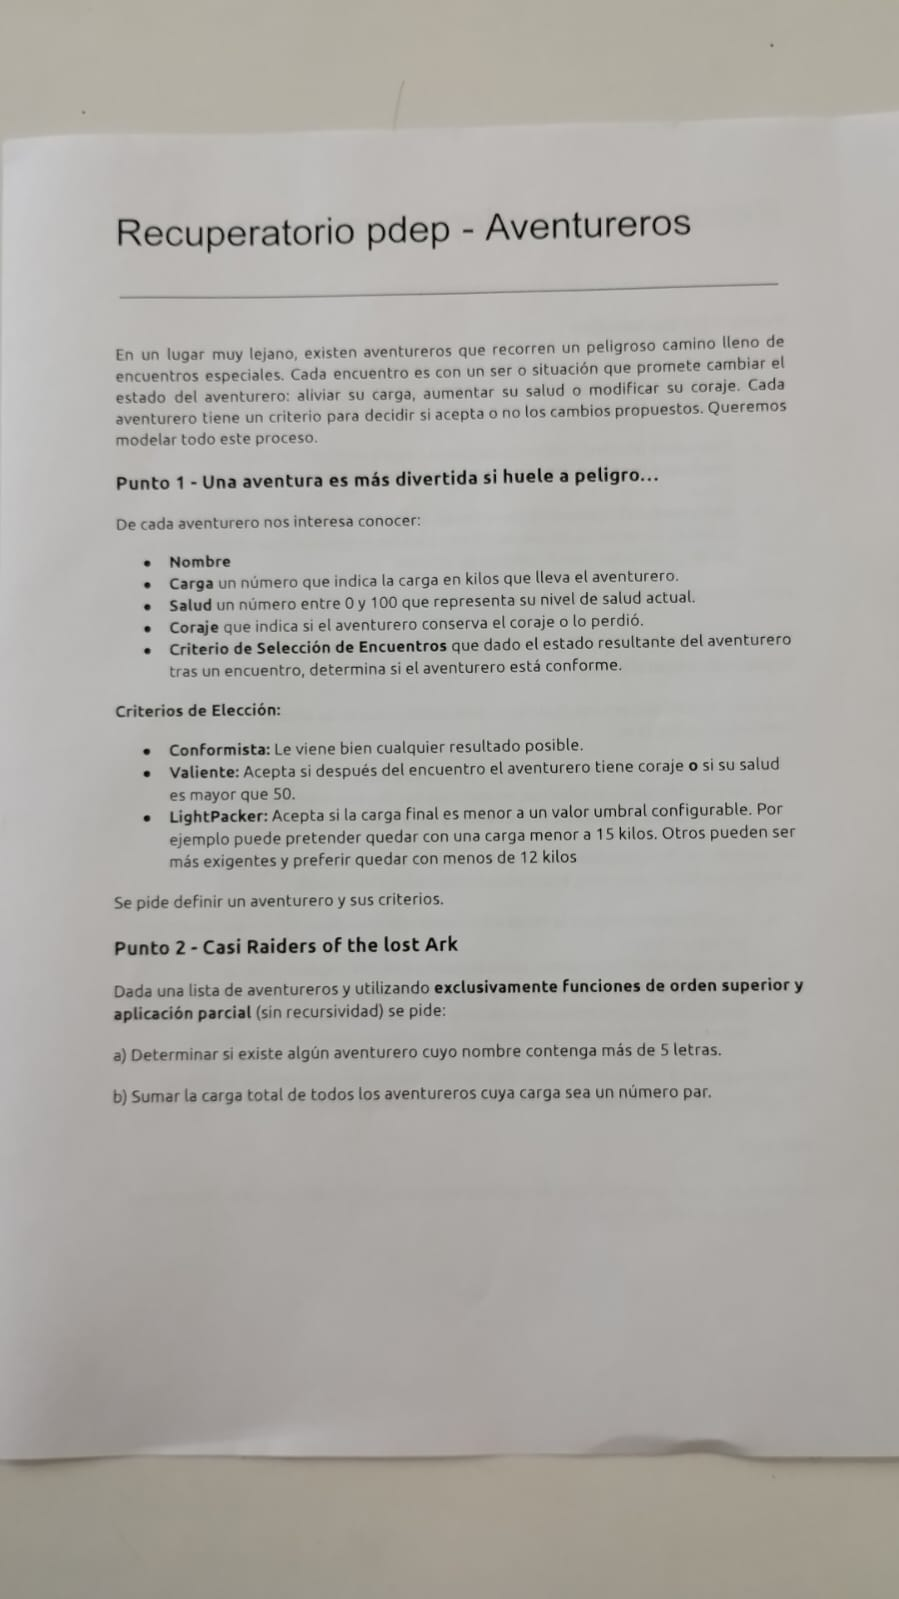 Recuperatorio pdep - Aventureros
En un lugar muy lejano, existen aventureros que recorren un peligroso camino lleno de
encuentros especiales. Cada encuentro es con un ser o situación que promete cambiar el
estado del aventurero: aliviar su carga, aumentar su salud o modificar su coraje. Cada
aventurero tiene un criterio para decidir si acepta o no los cambios propuestos. Queremos
modelar todo este proceso.
Punto 1 - Una aventura es más divertida si huele a peligro...
De cada aventurero nos interesa conocer:
• Nombre
• Carga un número que indica la carga en kilos que lleva el aventurero.
• Salud un número entre 0 y 100 que representa su nivel de salud actual.
• Coraje que indica si el aventurero conserva el coraje o lo perdió.
• Criterio de Selección de Encuentros que dado el estado resultante del aventurero
tras un encuentro, determina si el aventurero está conforme.
Criterios de Elección:
• Conformista: Le viene bien cualquier resultado posible.
• Valiente: Acepta si después del encuentro el aventurero tiene coraje o si su salud
es mayor que 50.
• LightPacker: Acepta si la carga final es menor a un valor umbral configurable. Por
ejemplo puede pretender quedar con una carga menor a 15 kilos. Otros pueden ser
más exigentes y preferir quedar con menos de 12 kilos
Se pide definir un aventurero y sus criterios.
Punto 2 - Casi Raiders of the lost Ark
Dada una lista de aventureros y utilizando exclusivamente funciones de orden superior y
aplicación parcial (sin recursividad) se pide:
a) Determinar si existe algún aventurero cuyo nombre contenga más de 5 letras.
b) Sumar la carga total de todos los aventureros cuya carga sea un número par.